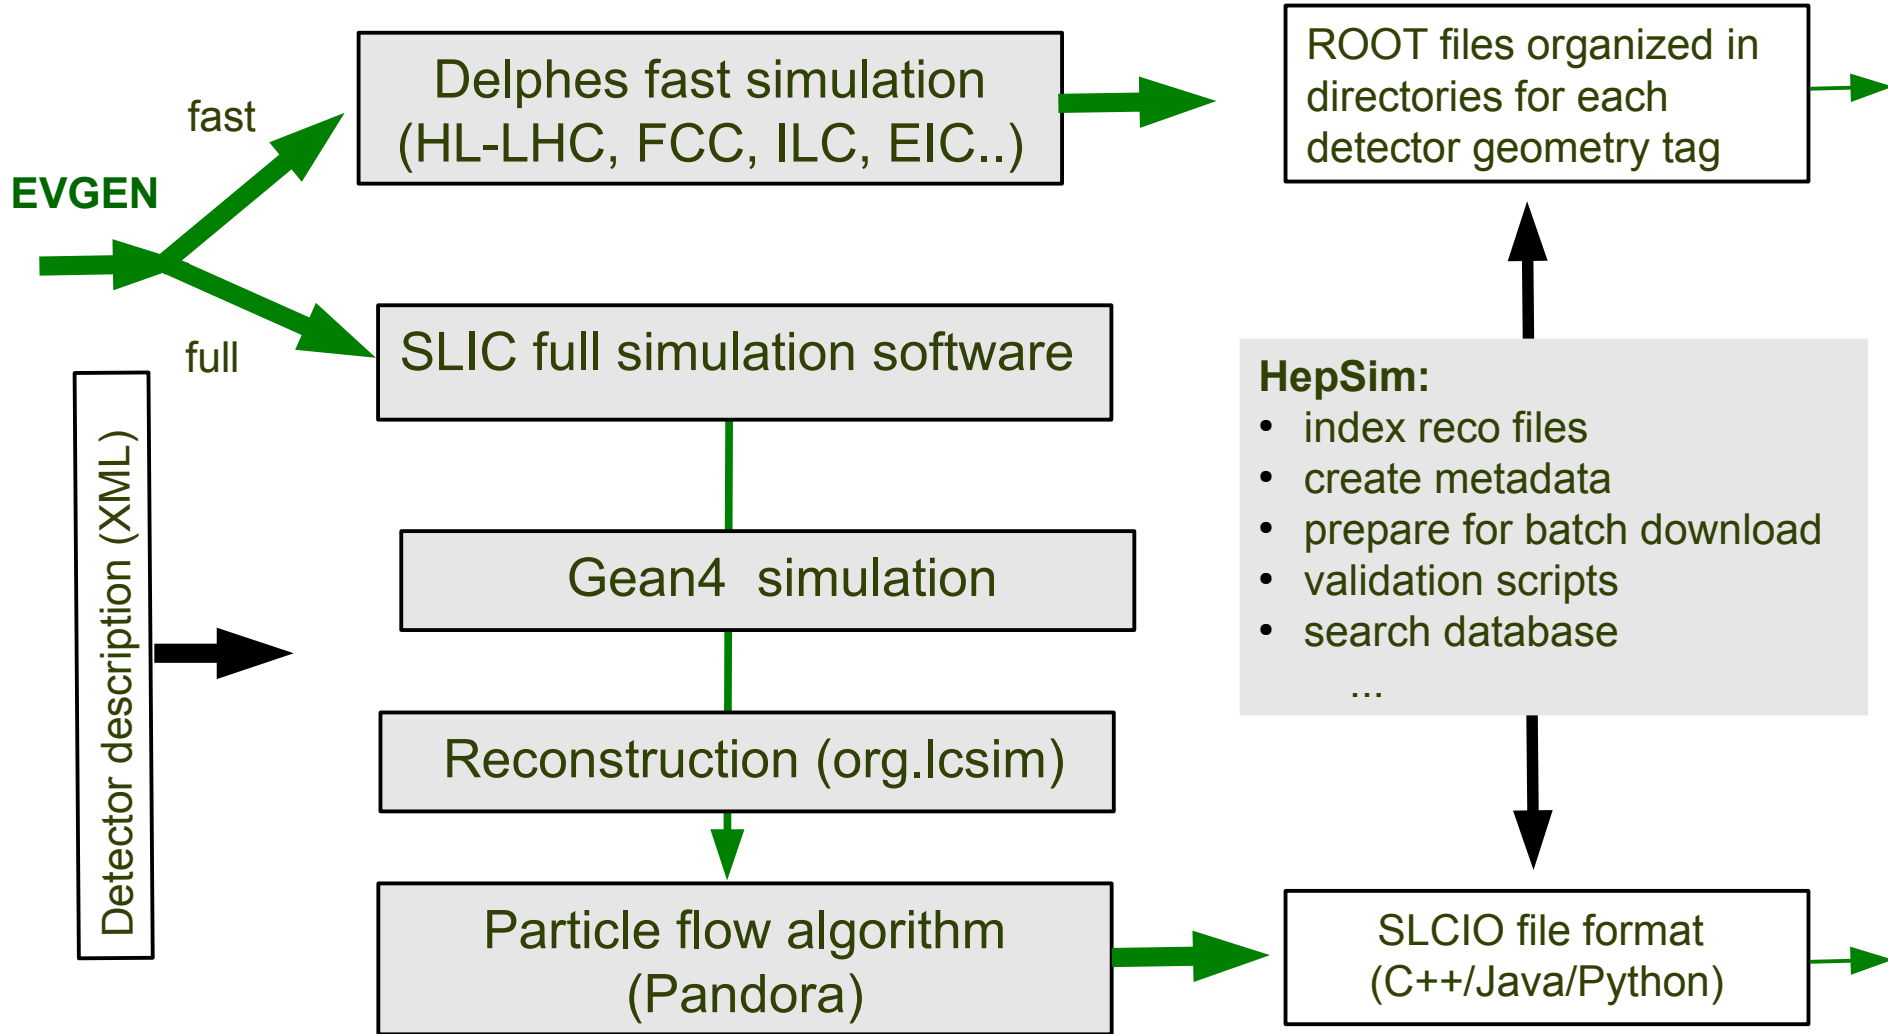 Delphes fast simulation
(HL-LHC, FCC, ILC, EIC..)
ROOT files organized in
directories for each
detector geometry tag
fast
EVGEN
full
SLIC full simulation software
HepSim:
• index reco files
• create metadata
• prepare for batch download
• validation scripts
• search database
...
Detector description (XML)
Gean4  simulation
Reconstruction (org.lcsim)
Particle flow algorithm
(Pandora)
SLCIO file format
(C++/Java/Python)